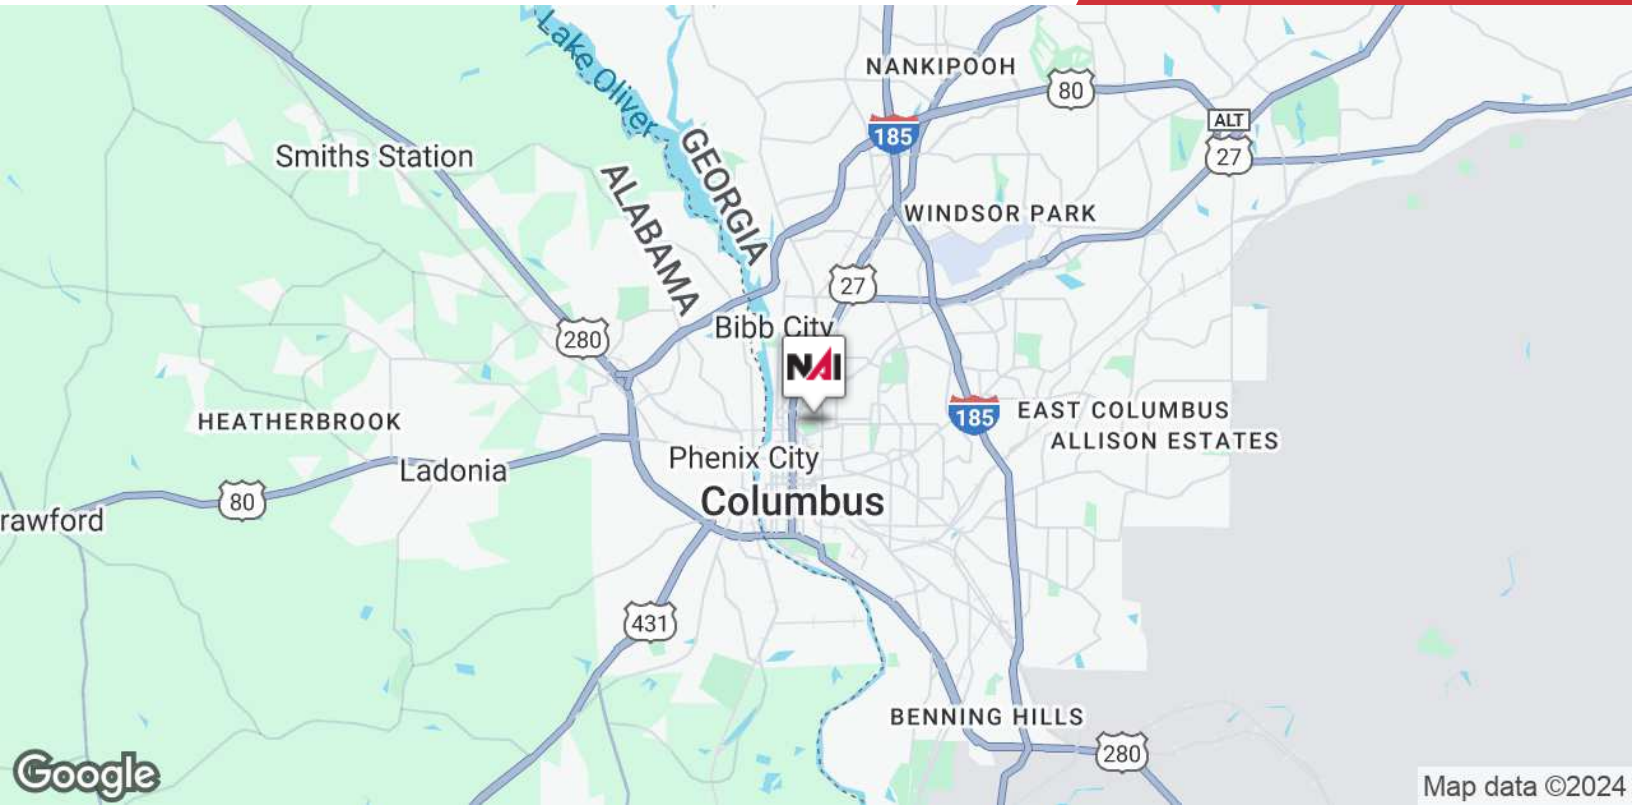 Lake Oliver
NANKIPOOH
80
ALT
27
185
GEORGIA
Smiths Station
ALABAMA
WINDSOR PARK
27
280
Bibb City
NAI
185
EAST COLUMBUS
HEATHERBROOK
ALLISON ESTATES
Phenix City
Ladonia
80
Columbus
rawford
431
BENNING HILLS
280
Google
Map data ©2024